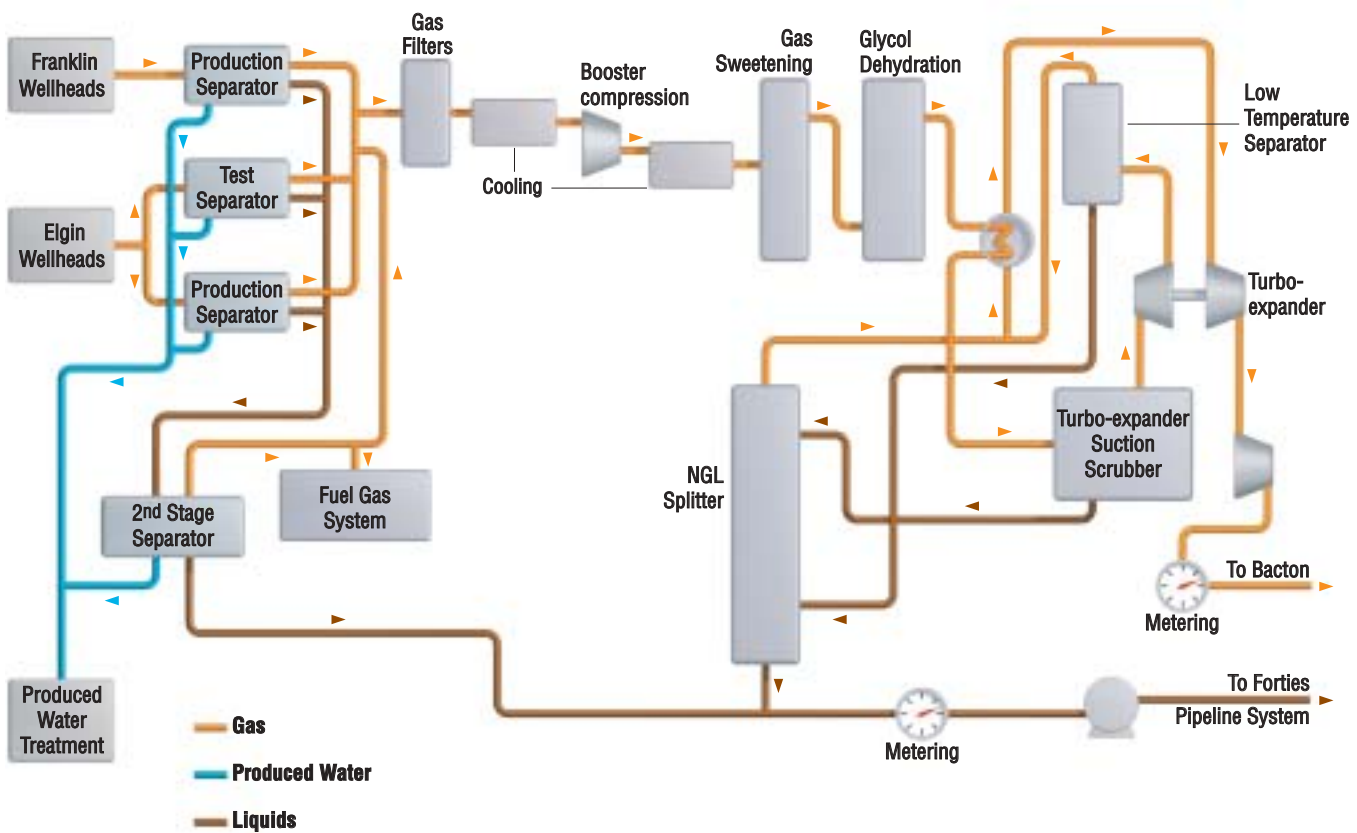 Franklin
Wellheads
Production
Separator
Gas
Filters
Booster
compression
Gas
Sweetening
Glycol
Dehydration
Low
Temperature
Separator
Test
Separator
Cooling
Elgin
Wellheads
Production
Separator
Turbo-
expander
Turbo-expander
Suction
Scrubber
NGL
Splitter
Fuel Gas
System
2nd Stage
Separator
To Bacton
Metering
Produced
Water
Treatment
To Forties
Pipeline System
Metering
Gas
Produced Water
Liquids